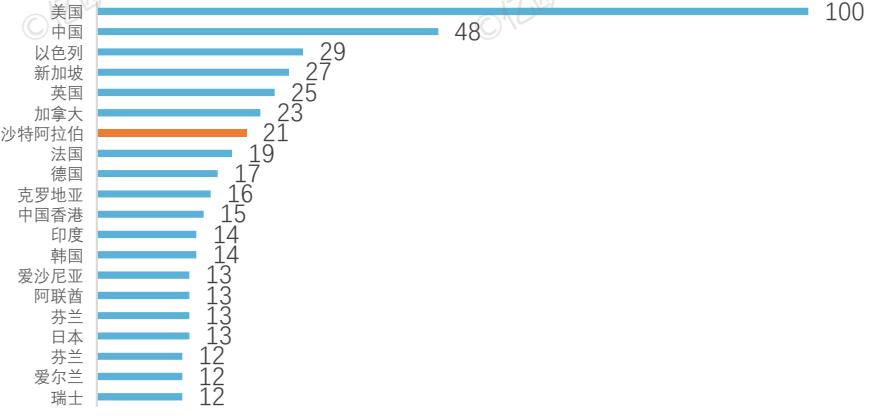 美国 100
中国 48
以色列 29
新加坡 27
英国 25
加拿大 23
沙特阿拉伯 21
法国 19
德国 17
克罗地亚 16
中国香港 15
印度 14
韩国 14
爱沙尼亚 13
阿联酋 13
芬兰 13
日本 13
芬兰 12
爱尔兰 12
瑞士 12